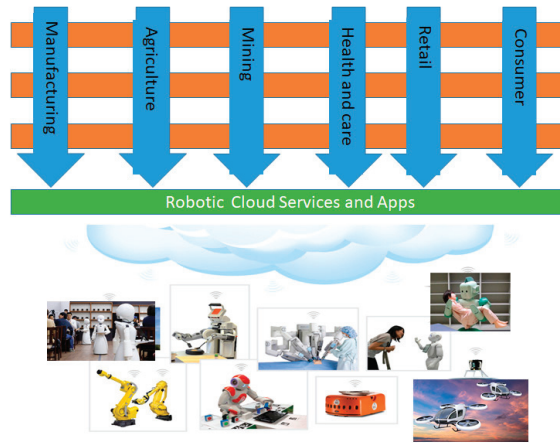 Manufacturing
Agriculture
Mining
Health and care
Retail
Consumer
Robotic Cloud Services and Apps